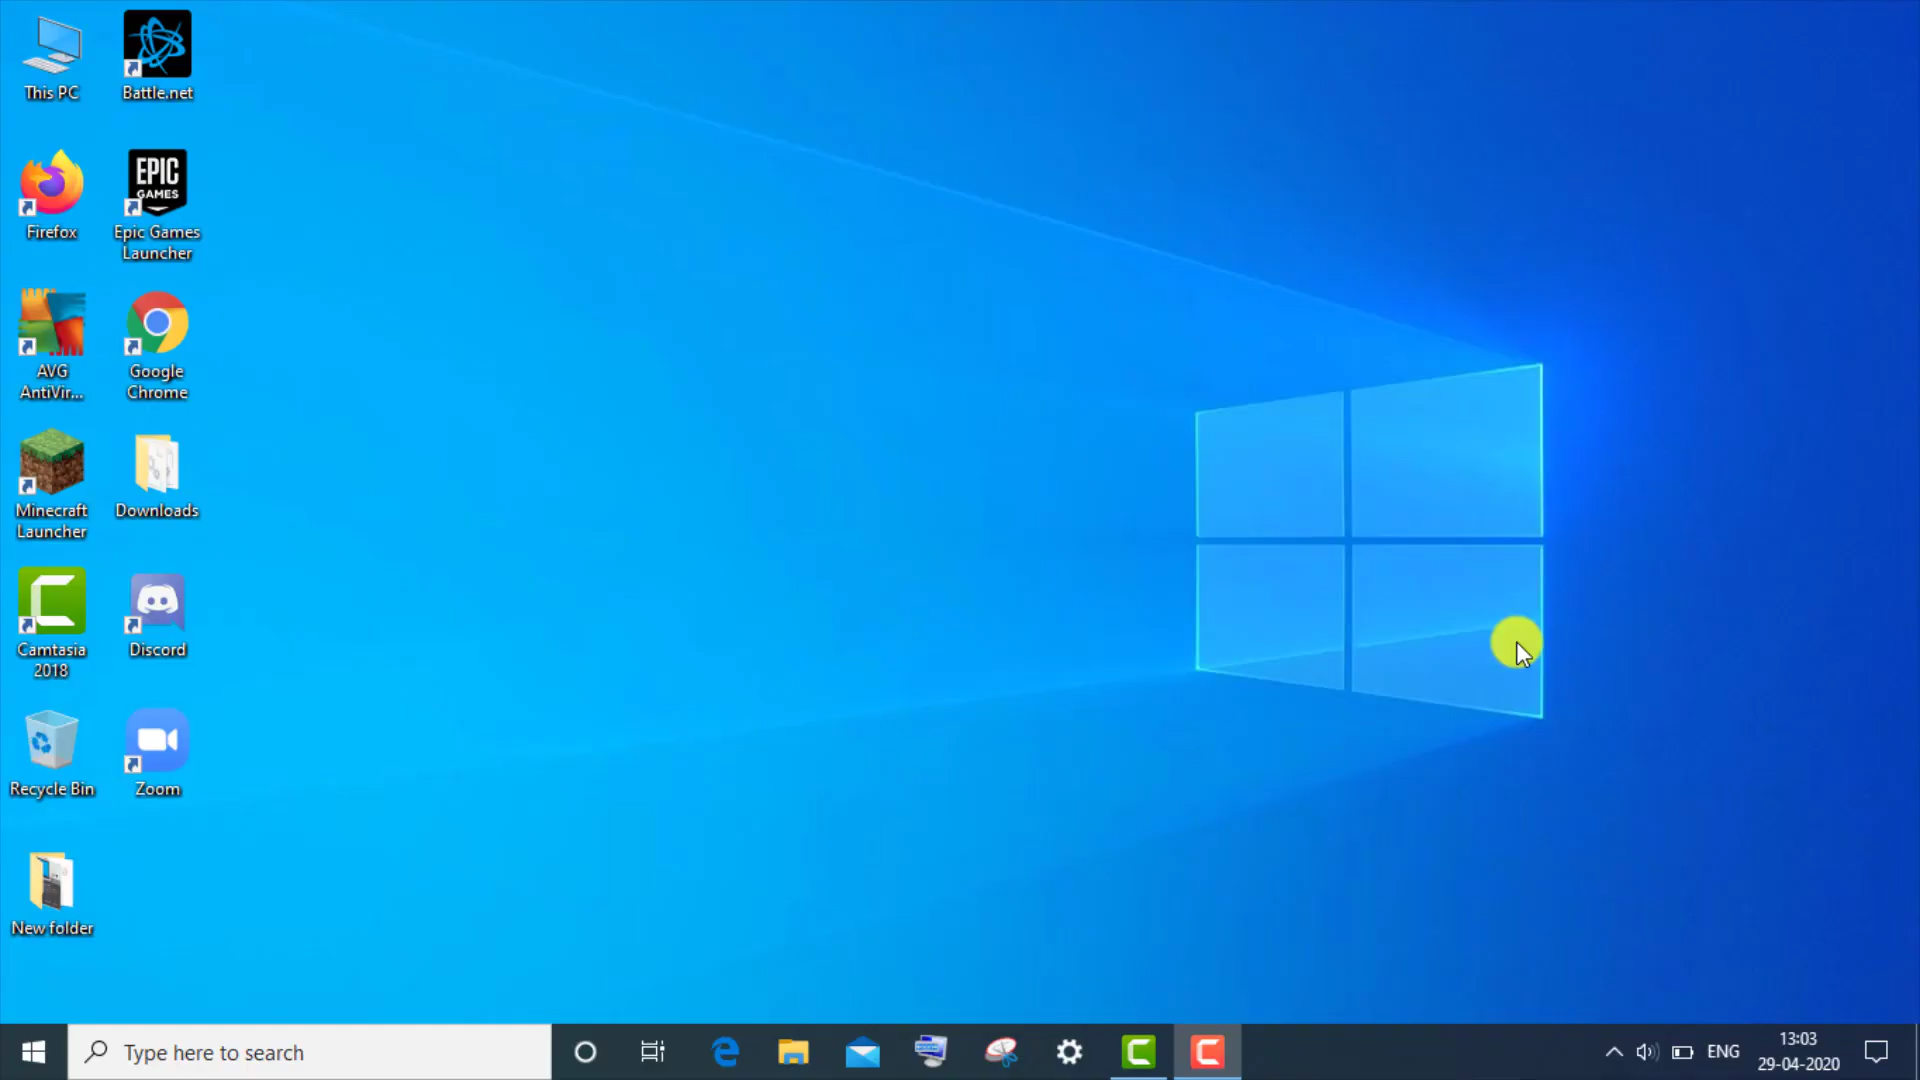 This PC
Battle.net
Firefox
EPIC
GAMES
Epic Games
Launcher
AVG
AntiVir...
Google
Chrome
Minecraft
Launcher
Downloads
Camtasia
2018
Discord
Recycle Bin
Zoom
New folder
Type here to search
ENG
13:03
29-04-2020